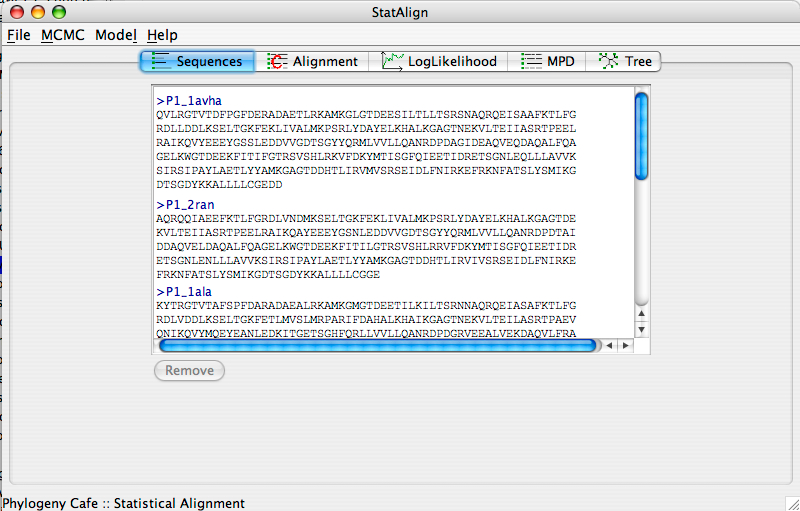 StatAlign
File MCMC Model Help
Sequences Alignment LogLikelihood MPD Tree
>P1_1avha
QVLRGTVTDFPGFDERADAETLRKAMKGLGTDEESILTLLTSRSNAQRQEISAAFKTLFG
RDLLDDLKSELTGKFEKLIVALMKPSRLYDAYELKHALKGAGTNEKVLTEIIASRTPEEL
RAIKQVYEEEYGSSLEDDVVGDTSGYYQRMLVVLLQANRDPDAGIDEAQVEQDAQALFQA
GELKWGTDEEKFITIFGTRSVSHLRKVFDKYMTISGFQIEETIDRETSGNLEQLLLAVVK
SIRSIPAYLAETLYYAMKGAGTDDHTLIRVMVSRSEIDLFNIRKEFRKNFATSLYSMIKG
DTSGDYKKALLLLCGEDD
>P1_2ran
AQRQQIAEEFKTLFGRDLVNDMKSELTGKFEKLIVALMKPSRLYDAYELKHALKGAGTDE
KVLTEIIASRTPEELRAIKQAYEEEYGSNLEDDVVGDTSGYYQRMLVVLLQANRDPDTAI
DDAQVELDAQALFQAGELKWGTDEEKFITILGTRSVSHLRRVFDKYMTISGFQIEETIDR
ETSGNLENLLLAVVKSIRSIPAYLAETLYYAMKGAGTDDHTLIRVIVSRSEIDLFNIRKE
FRKNFATSLYSMIKGDTSGDYKKALLLLCGGE
>P1_1ala
KYTRGTVTAFSPFDARADAEALRKAMKGMGTDEETILKILTSRNNAQRQEIASAFKTLFG
RDLVDDLKSELTGKFETLMVSLMRPARIFDAHALKHAIKGAGTNEKVLTEILASRTPAEV
QNIKQVYMQEYEANLEDKITGETSGHFQRLLVVLLQANRDPDGRVEEALVEKDAQVLFRA
Remove
Phylogeny Cafe :: Statistical Alignment